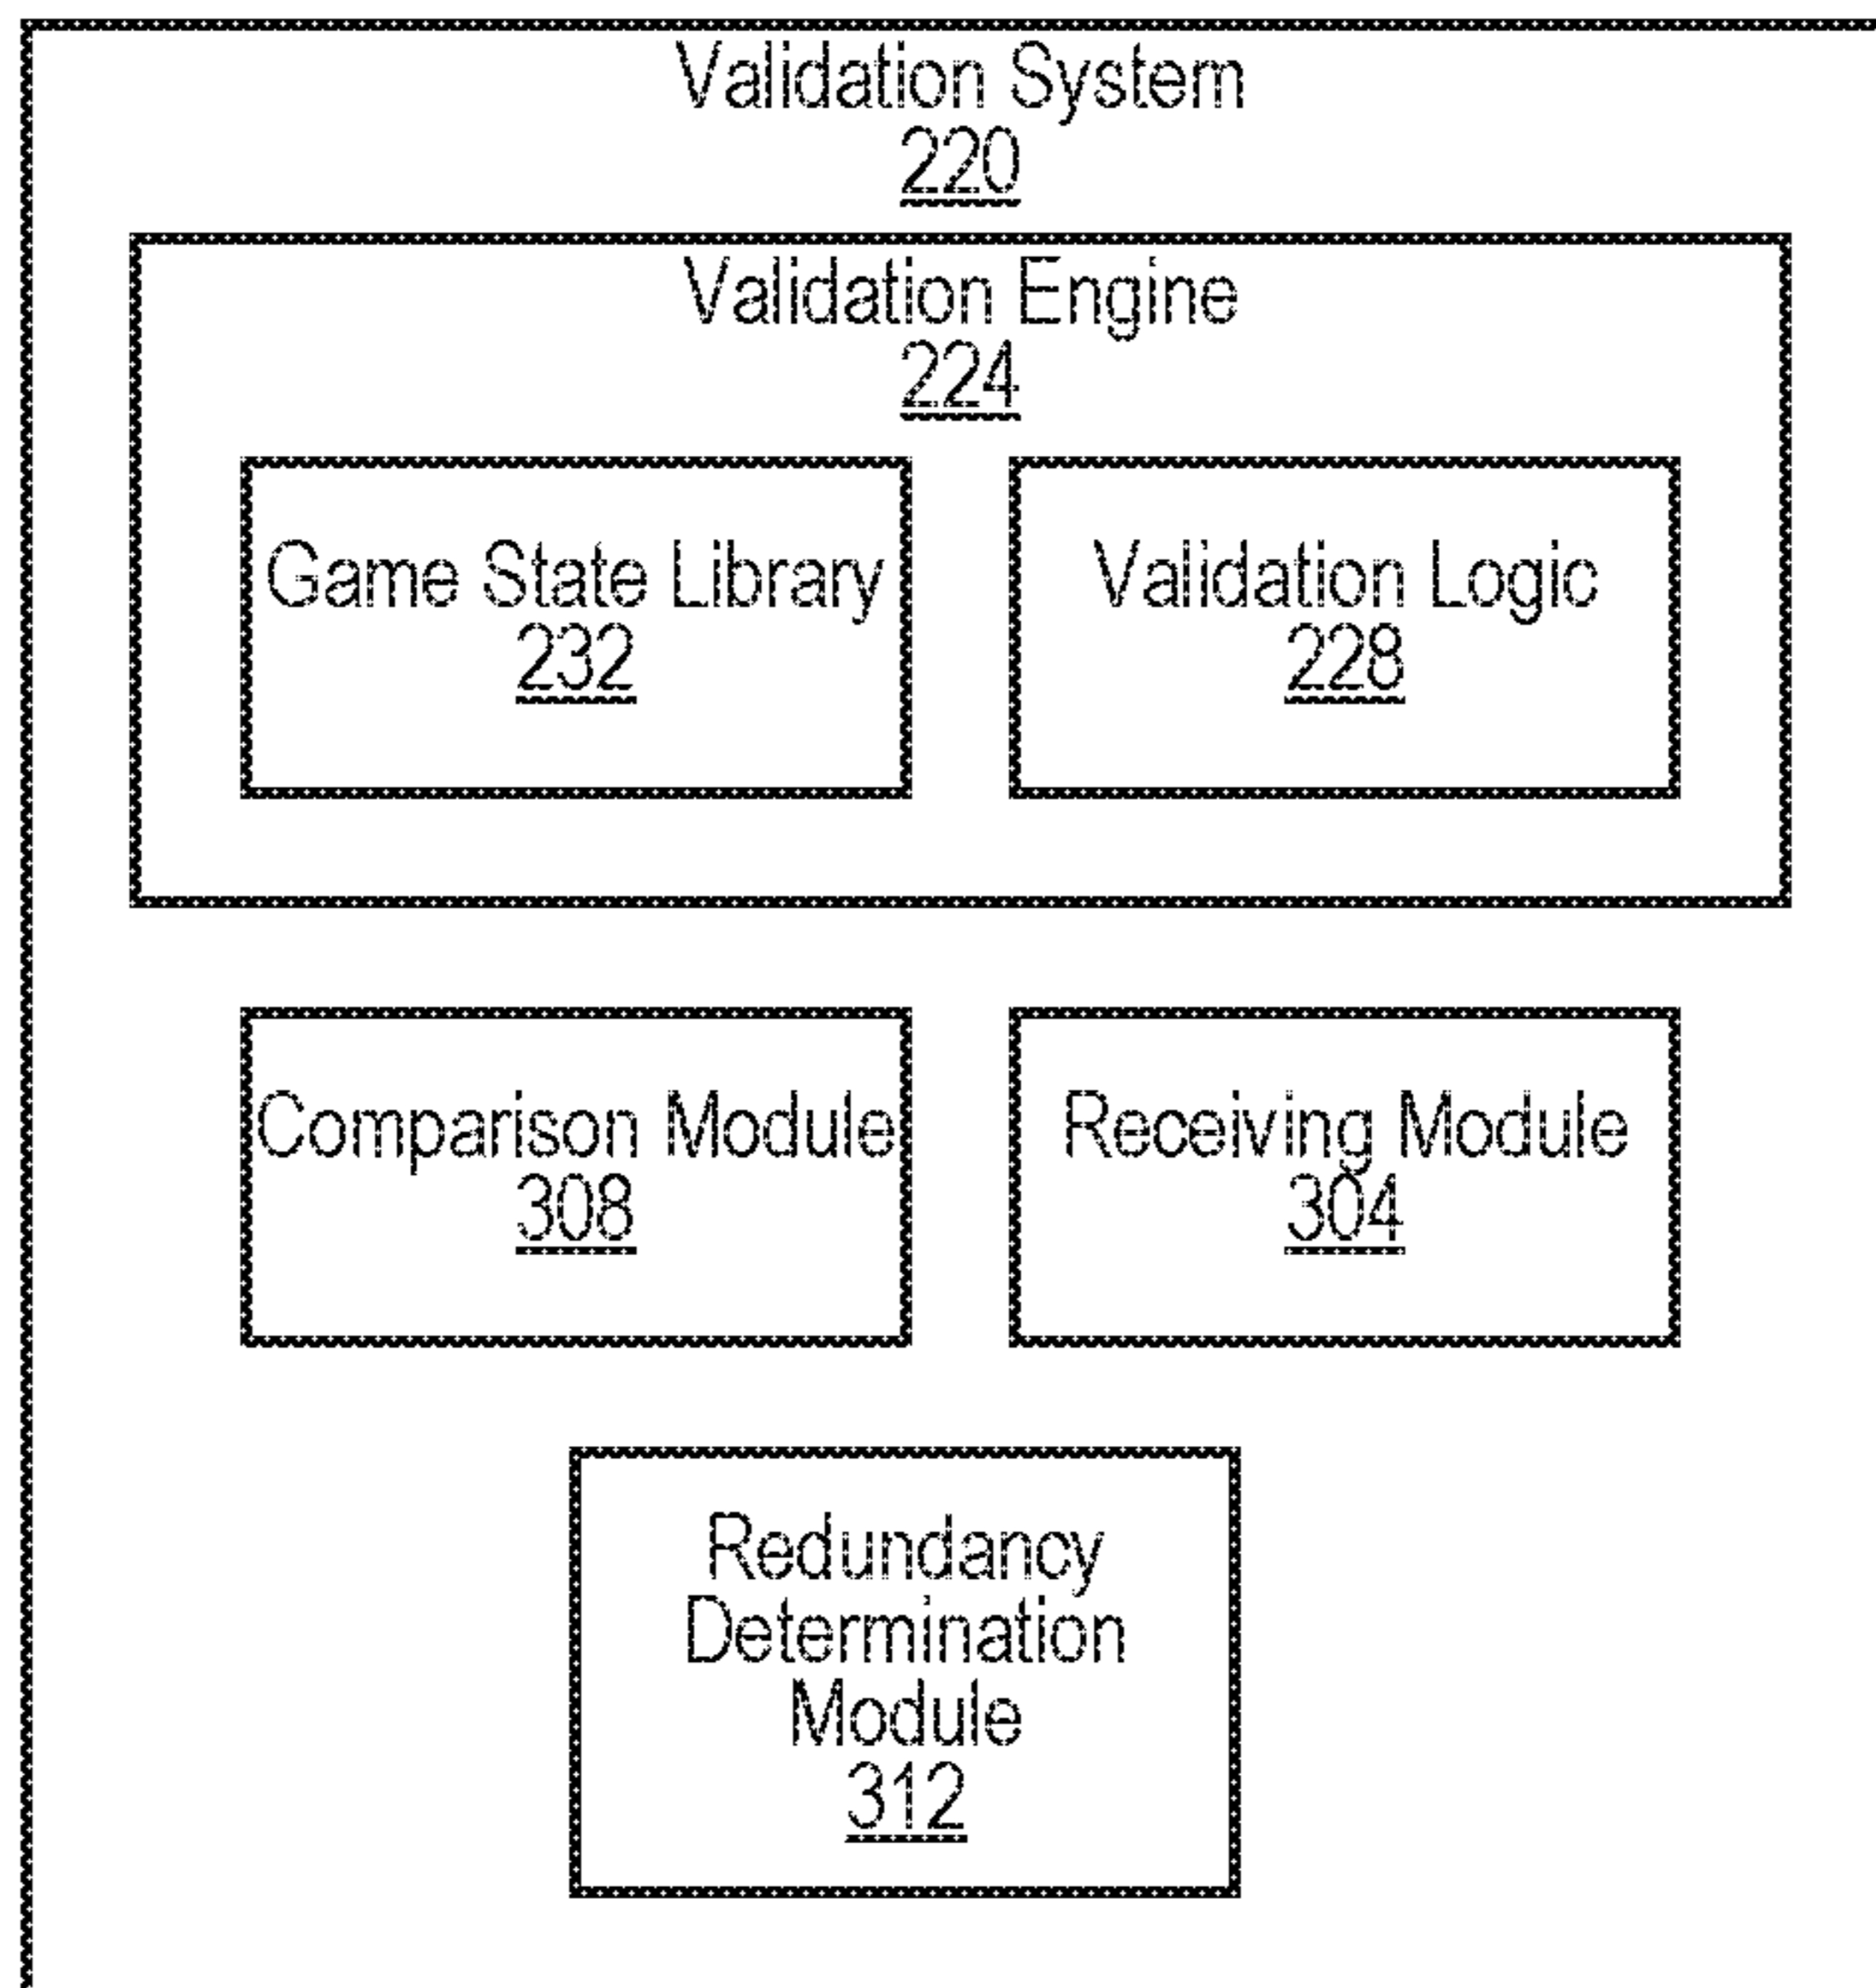 Validation System
220
Validation Engine
224
Game State Library
232
Validation Logic
228
Comparison Module
308
Receiving Module
304
Redundancy
Determination
Module
312